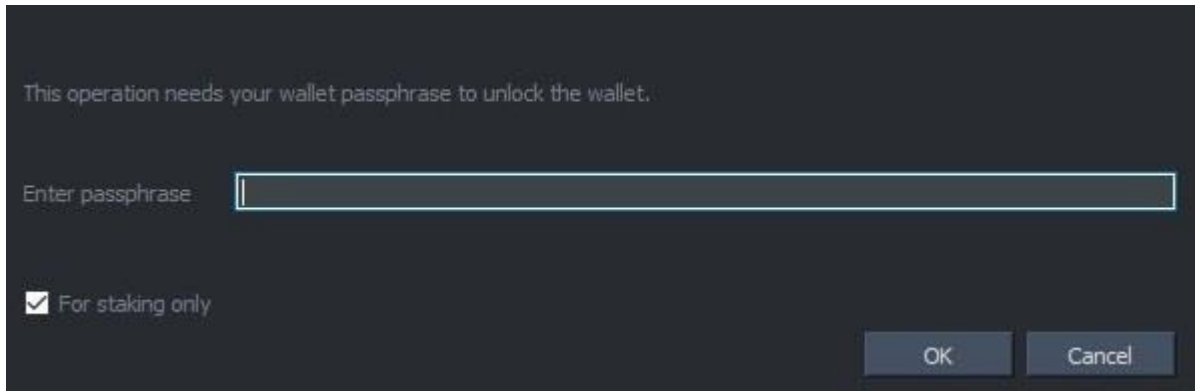 This operation needs your wallet passphrase to unlock the wallet.
Enter passphrase
For staking only
OK Cancel